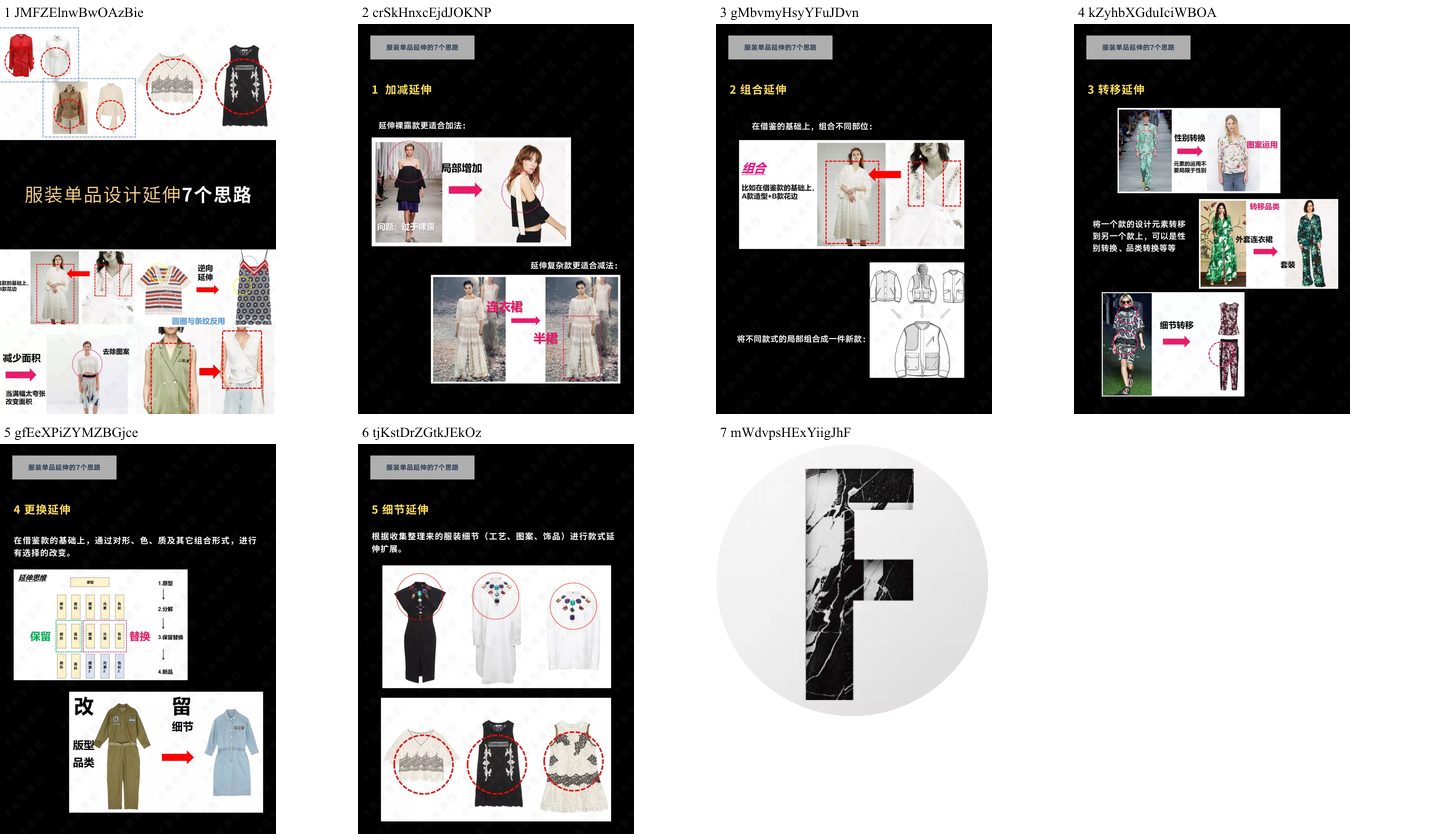 1 JMFZElnwBwOAzBie
服装单品设计延伸7个思路
款的基础上,
逆向
延伸
圆圈与条纹反用
减少面积
去除图案
当满幅太夸张
改变面积
2 crSkHnxcEjdJOKNP
服装单品延伸的7个思路
1 加减延伸
延伸裸露款更适合加法:
局部增加
问题:过于裸露
延伸复杂款更适合减法:
连衣裙
半裙
3 gMbvmyHsyYFuJDvn
服装单品延伸的7个思路
2 组合延伸
在借鉴的基础上,组合不同部位:
组合
比如在借鉴款的基础上,
A款造型+B款花边
将不同款式的局部组合成一件新款:
4 kZyhbXGduIciWBOA
服装单品延伸的7个思路
3 转移延伸
性别转换
元素的运用不
要局限于性别
图案运用
将一个款的设计元素转移
到另一个款上,可以是性
别转换、品类转换等等
转移品类
外套连衣裙
套装
细节转移
5 gfEeXPiZYMZBGjce
服装单品延伸的7个思路
4 更换延伸
在借鉴款的基础上,通过对形、色、质及其它组合形式,进行
有选择的改变。
延伸思维
1.原型
2.分解
保留
替换
3.保留替换
4.新品
改
版型
品类
留
细节
6 tjKstDrZGtkJEkOz
服装单品延伸的7个思路
5 细节延伸
根据收集整理来的服装细节(工艺、图案、饰品)进行款式延
伸扩展。
7 mWdvpsHExYiigJhF
F